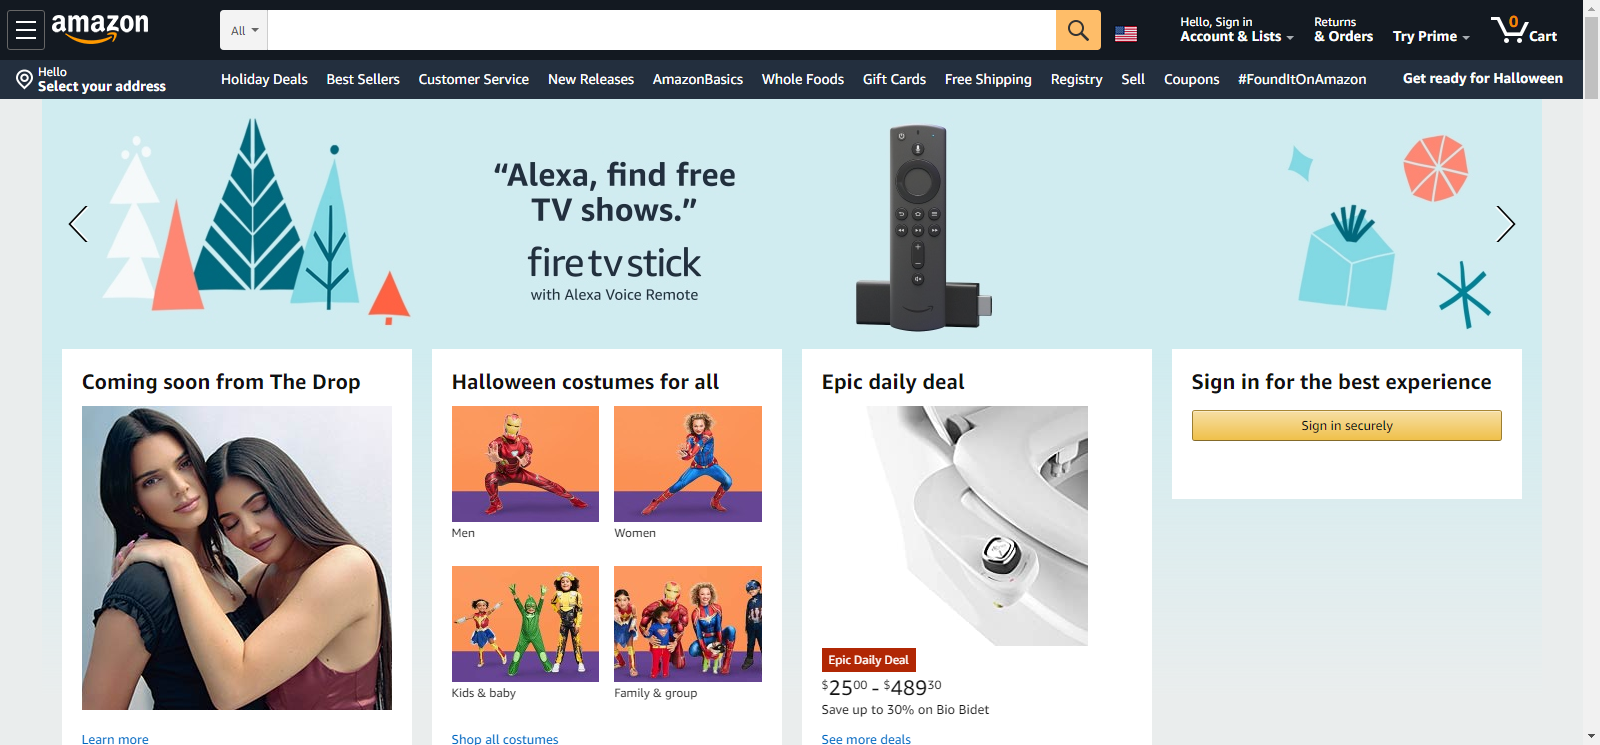 amazon
All
Hello, Sign in
Account & Lists
Returns
& Orders
Try Prime
0
Cart
Hello
Select your address
Holiday Deals
Best Sellers
Customer Service
New Releases
AmazonBasics
Whole Foods
Gift Cards
Free Shipping
Registry
Sell
Coupons
#FoundItOnAmazon
Get ready for Halloween
“Alexa, find free
TV shows.”
fire tv stick
with Alexa Voice Remote
Coming soon from The Drop
Learn more
Halloween costumes for all
Men
Women
Kids & baby
Family & group
Shop all costumes
Epic daily deal
Epic Daily Deal
$2500 - $48930
Save up to 30% on Bio Bidet
See more deals
Sign in for the best experience
Sign in securely